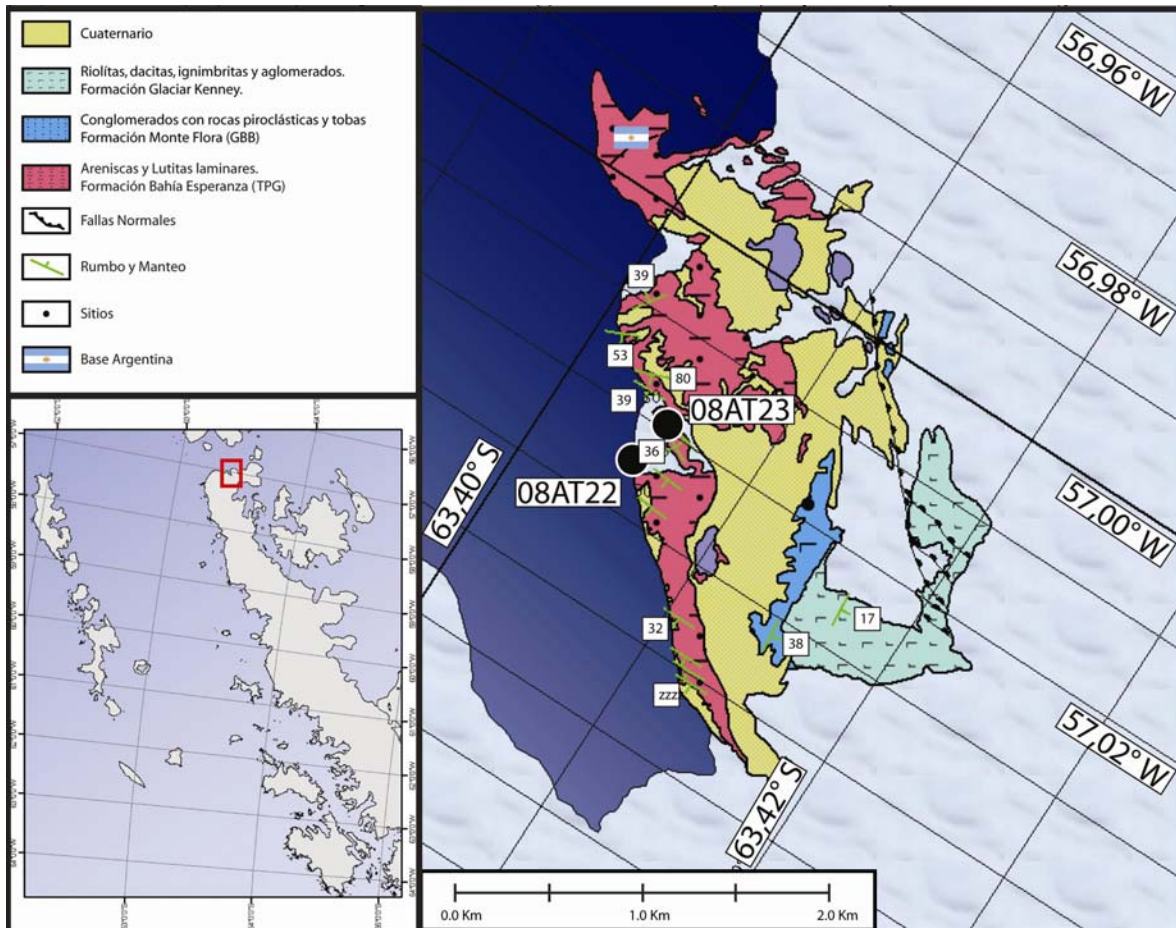 Cuaternario
Riolítas, dacitas, ignimbritas y aglomerados.
Formación Glaciar Kenney.
Conglomerados con rocas piroclásticas y tobas
Formación Monte Flora (GBB)
Areniscas y Lutitas laminares.
Formación Bahía Esperanza (TPG)
Fallas Normales
Rumbo y Manteo
Sitios
Base Argentina
56,96° W
56,98° W
57,00° W
57,02° W
63,40° S
63,42° S
39
53
80
39
08AT23
36
08AT22
32
zzz
38
17
0.0 Km
1.0 Km
2.0 Km